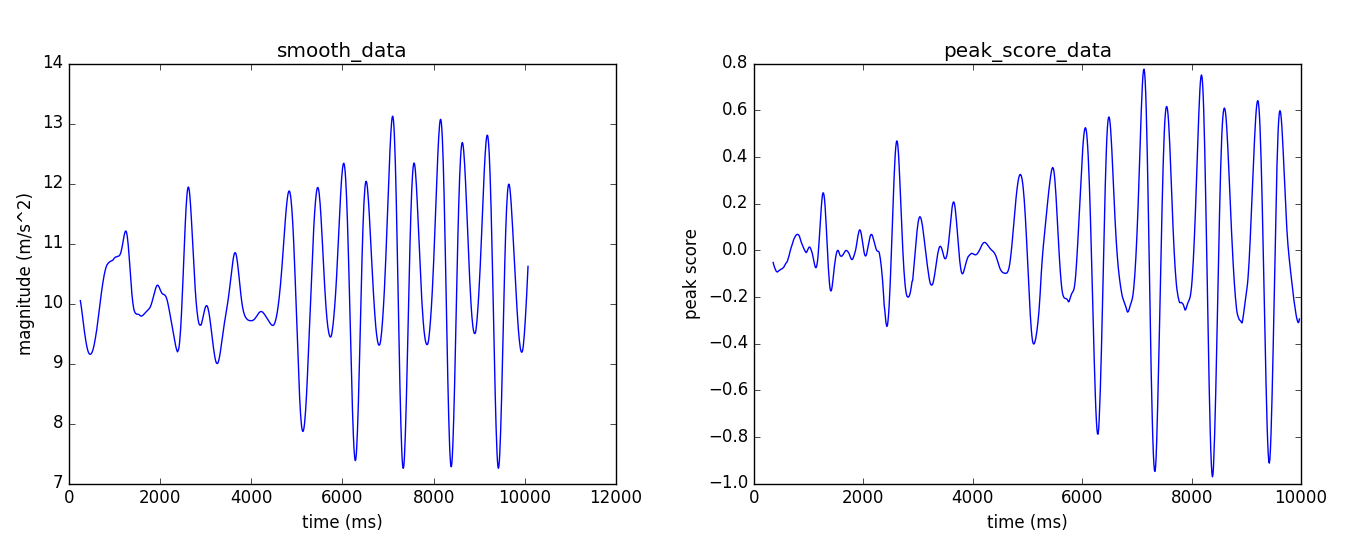 smooth_data
14
13
12
11
10
9
8
7
magnitude (m/s^2)
0 2000 4000 6000 8000 10000 12000
time (ms)
peak_score_data
0.8
0.6
0.4
0.2
0.0
−0.2
−0.4
−0.6
−0.8
−1.0
peak score
0 2000 4000 6000 8000 10000
time (ms)